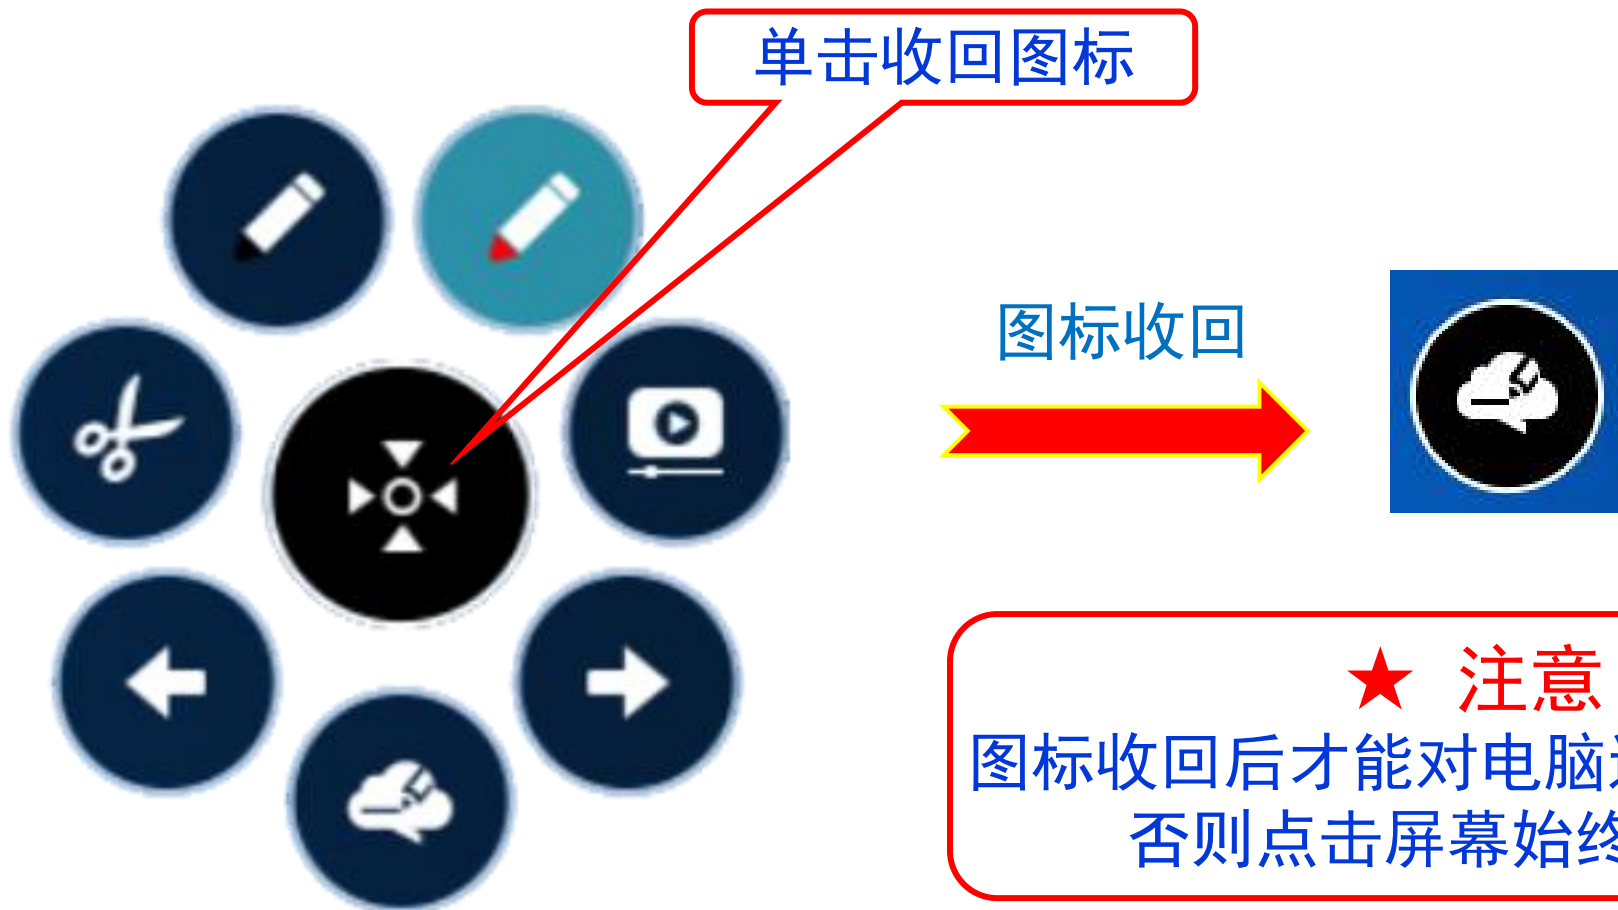 单击收回图标
图标收回
★ 注意
图标收回后才能对电脑
否则点击屏幕始终